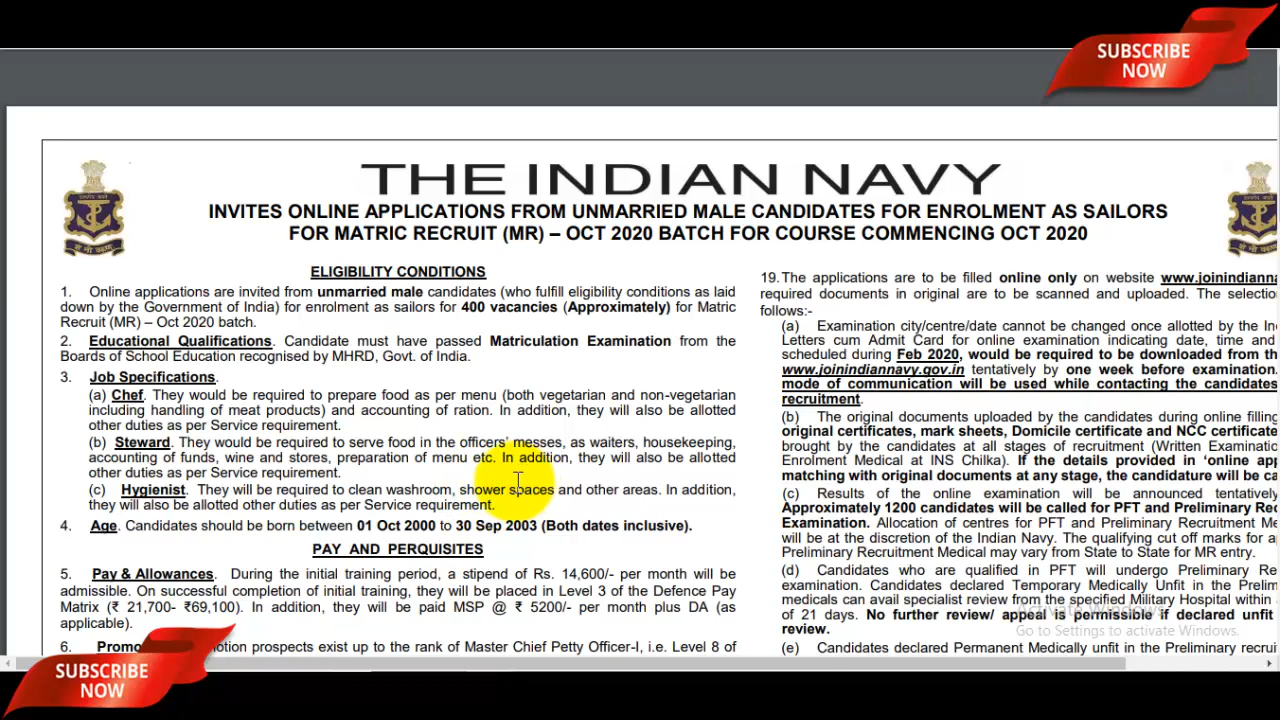 SUBSCRIBE
NOW
THE INDIAN NAVY
INVITES ONLINE APPLICATIONS FROM UNMARRIED MALE CANDIDATES FOR ENROLMENT AS SAILORS
FOR MATRIC RECRUIT (MR) – OCT 2020 BATCH FOR COURSE COMMENCING OCT 2020
ELIGIBILITY CONDITIONS
1. Online applications are invited from unmarried male candidates (who fulfill eligibility conditions as laid
down by the Government of India) for enrolment as sailors for 400 vacancies (Approximately) for Matric
Recruit (MR) – Oct 2020 batch.
2. Educational Qualifications. Candidate must have passed Matriculation Examination from the
Boards of School Education recognised by MHRD, Govt. of India.
3. Job Specifications.
(a) Chef. They would be required to prepare food as per menu (both vegetarian and non-vegetarian
including handling of meat products) and accounting of ration. In addition, they will also be allotted
other duties as per Service requirement.
(b) Steward. They would be required to serve food in the officers' messes, as waiters, housekeeping,
accounting of funds, wine and stores, preparation of menu etc. In addition, they will also be allotted
other duties as per Service requirement.
(c) Hygienist. They will be required to clean washroom, shower spaces and other areas. In addition,
they will also be allotted other duties as per Service requirement.
4. Age. Candidates should be born between 01 Oct 2000 to 30 Sep 2003 (Both dates inclusive).
PAY AND PERQUISITES
5. Pay & Allowances. During the initial training period, a stipend of Rs. 14,600/- per month will be
admissible. On successful completion of initial training, they will be placed in Level 3 of the Defence Pay
Matrix (₹ 21,700- ₹69,100). In addition, they will be paid MSP @ ₹ 5200/- per month plus DA (as
applicable).
6. Promo otion prospects exist up to the rank of Master Chief Petty Officer-I, i.e. Level 8 of
19. The applications are to be filled online only on website www.joinindianna
required documents in original are to be scanned and uploaded. The selectio
follows:-
(a) Examination city/centre/date cannot be changed once allotted by the In
Letters cum Admit Card for online examination indicating date, time and
scheduled during Feb 2020, would be required to be downloaded from th
www.joinindiannavy.gov.in tentatively by one week before examination.
mode of communication will be used while contacting the candidates
recruitment.
(b) The original documents uploaded by the candidates during online filling
original certificates, mark sheets, Domicile certificate and NCC certificate
brought by the candidates at all stages of recruitment (Written Examinatio
Enrolment Medical at INS Chilka). If the details provided in 'online app
matching with original documents at any stage, the candidature will be ca
(c) Results of the online examination will be announced tentatively
Approximately 1200 candidates will be called for PFT and Preliminary Rec
Examination. Allocation of centres for PFT and Preliminary Recruitment Me
will be at the discretion of the Indian Navy. The qualifying cut off marks for a
Preliminary Recruitment Medical may vary from State to State for MR entry.
(d) Candidates who are qualified in PFT will undergo Preliminary Re
examination. Candidates declared Temporary Medically Unfit in the Prelim
medicals can avail specialist review from the specified Military Hospital within
of 21 days. No further review/ appeal is permissible if declared unfit
review.
(e) Candidates declared Permanent Medically unfit in the Preliminary recrui
Activate Windows
Go to Settings to activate Windows.
SUBSCRIBE
NOW